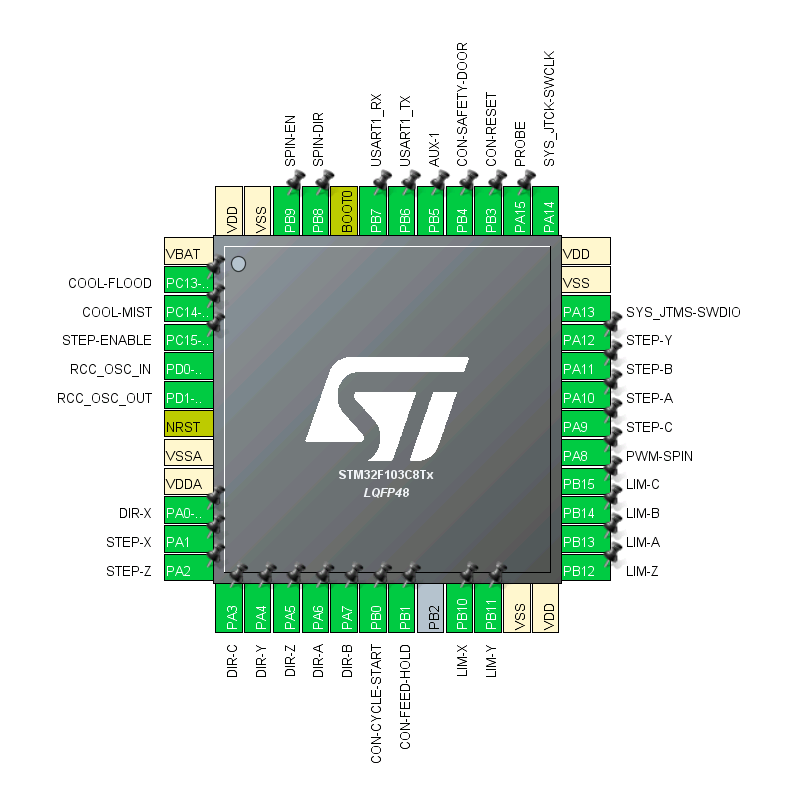 SPIN-EN
SPIN-DIR
USART1_RX
USART1_TX
AUX-1
CON-SAFETY-DOOR
CON-RESET
PROBE
SYS_JTCK-SWCLK
VDD
VSS
PB9
PB8
BOOT0
PB7
PB6
PB5
PB4
PB3
PA15
PA14
VBAT
COOL-FLOOD PC13-..
COOL-MIST PC14-..
STEP-ENABLE PC15-..
RCC_OSC_IN PD0-..
RCC_OSC_OUT PD1-..
NRST
VSSA
VDDA
DIR-X PA0-..
STEP-X PA1
STEP-Z PA2
ST
STM32F103C8Tx
LQFP48
VDD
VSS
PA13 SYS_JTMS-SWDIO
PA12 STEP-Y
PA11 STEP-B
PA10 STEP-A
PA9 STEP-C
PA8 PWM-SPIN
PB15 LIM-C
PB14 LIM-B
PB13 LIM-A
PB12 LIM-Z
PA3
PA4
PA5
PA6
PA7
PB0
PB1
PB2
PB10
PB11
VSS
VDD
DIR-C
DIR-Y
DIR-Z
DIR-A
DIR-B
CON-CYCLE-START
CON-FEED-HOLD
LIM-X
LIM-Y